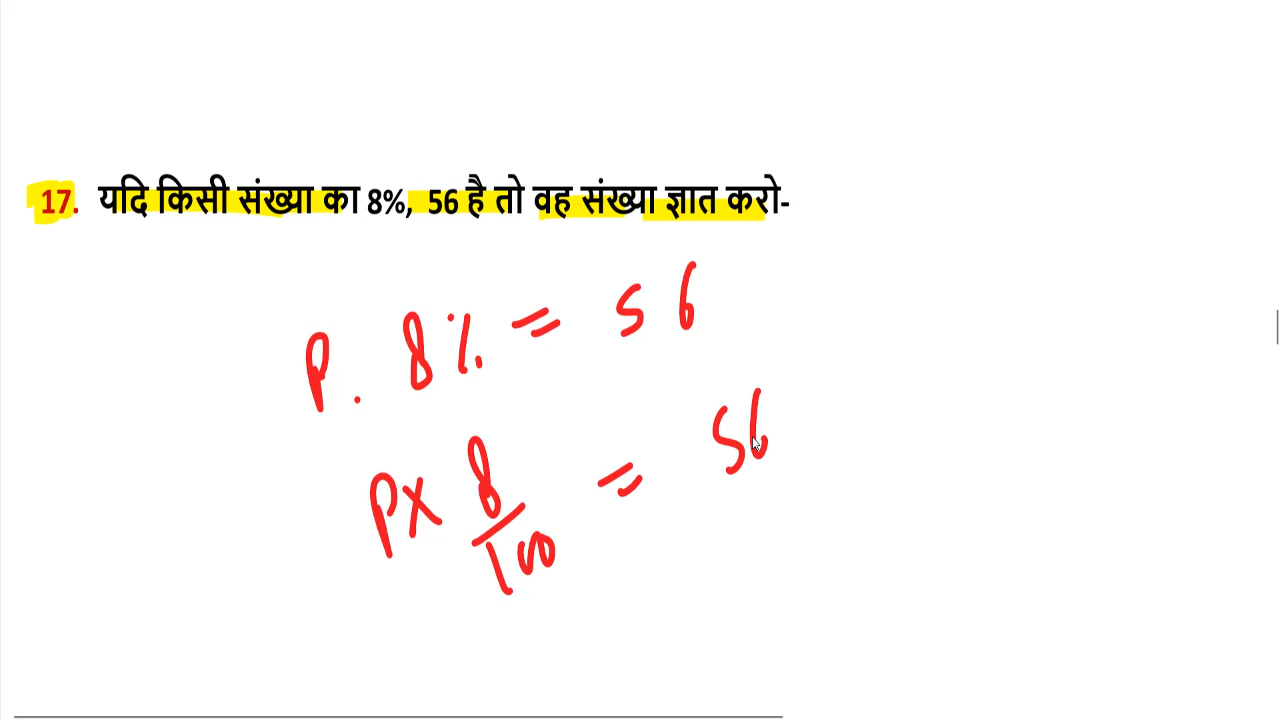 17. यदि किसी संख्या का 8%, 56 है तो वह संख्या ज्ञात करो-
P. 8% = 56
P× 8/100 = 56